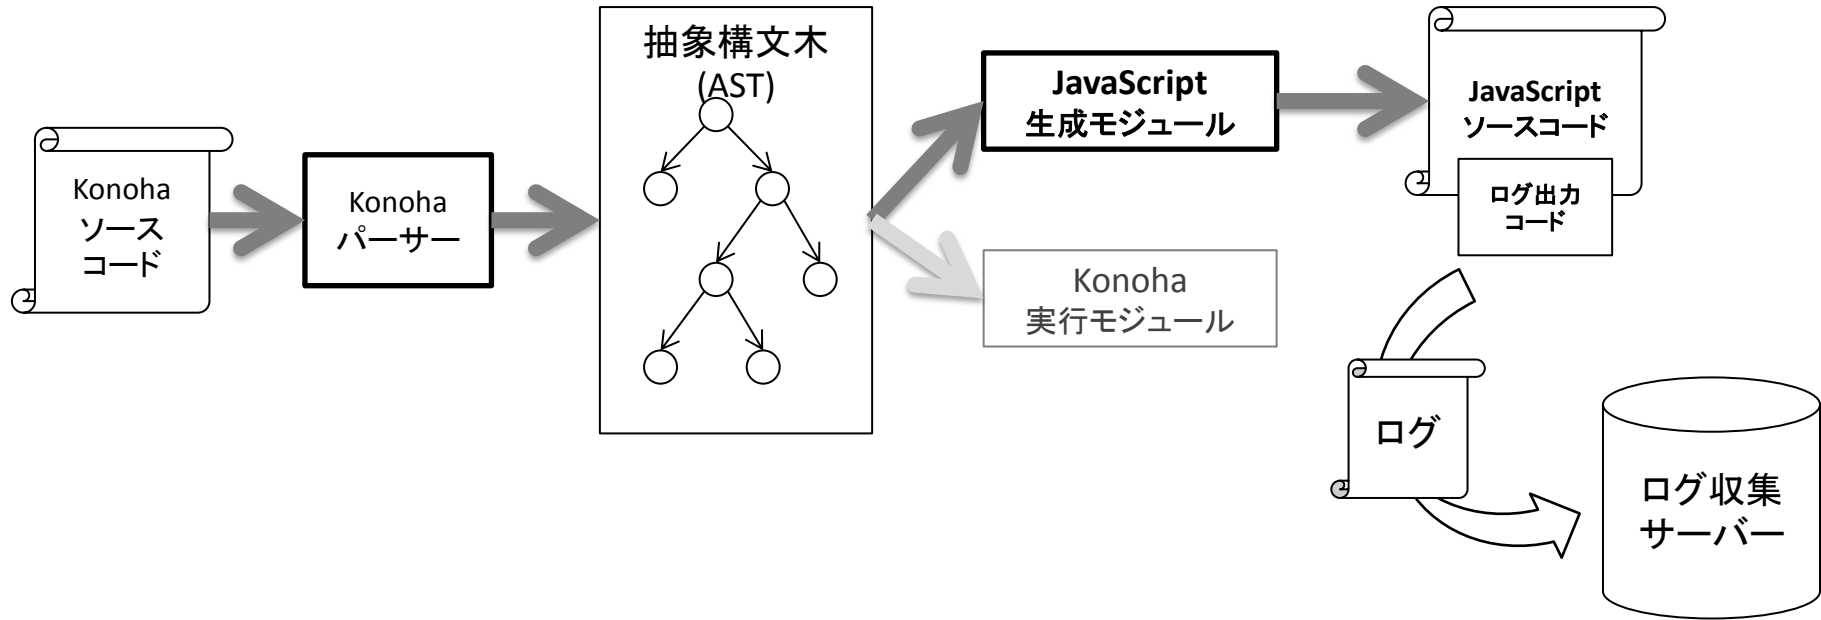 Konoha
ソース
コード
Konoha
パーサー
抽象構文木
(AST)
JavaScript
生成モジュール
Konoha
実行モジュール
JavaScript
ソースコード
ログ出力
コード
ログ
ログ収集
サーバー